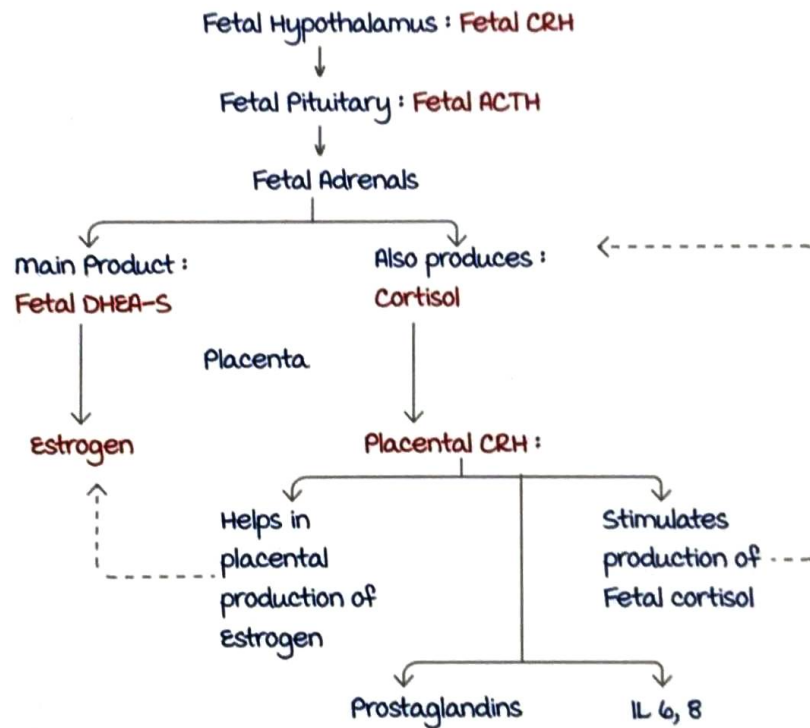 Fetal Hypothalamus : Fetal CRH
Fetal Pituitary : Fetal ACTH
Fetal Adrenals
Main Product :
Fetal DHEA-S
Also produces :
Cortisol
Placenta
Estrogen
Placental CRH :
Helps in
placental
production of
Estrogen
Stimulates
production of
Fetal cortisol
Prostaglandins
IL 6, 8